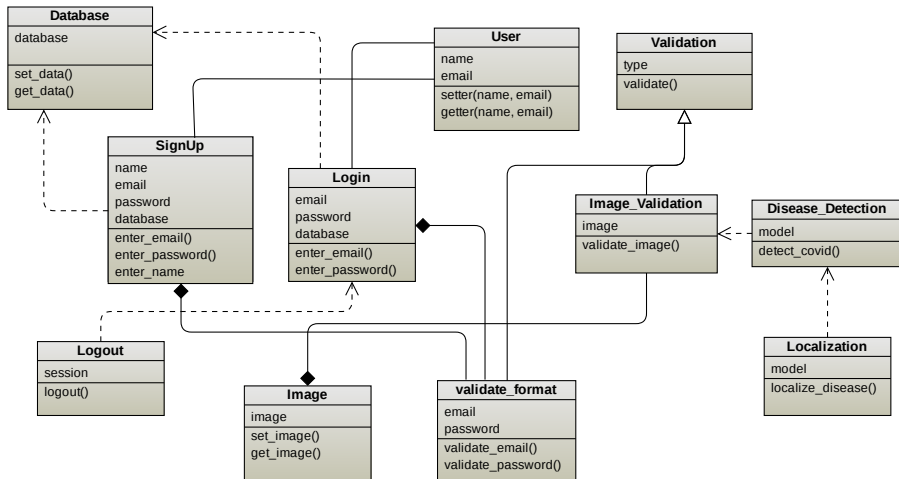 Database
database
set_data()
get_data()
User
name
email
setter(name, email)
getter(name, email)
Validation
type
validate()
SignUp
name
email
password
database
enter_email()
enter_password()
enter_name
Login
email
password
database
enter_email()
enter_password()
Image_Validation
image
validate_image()
Disease_Detection
model
detect_covid()
Logout
session
logout()
Image
image
set_image()
get_image()
validate_format
email
password
validate_email()
validate_password()
Localization
model
localize_disease()